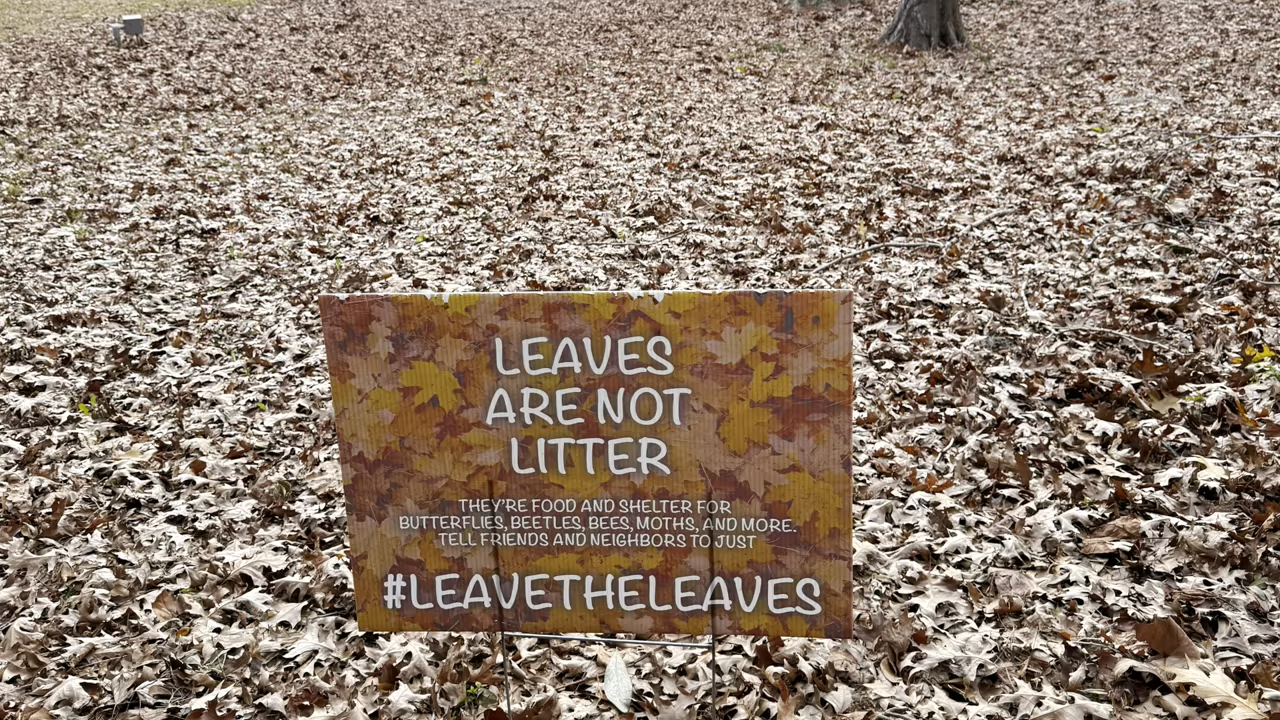 LEAVES
ARE NOT
LITTER
THEY'RE FOOD AND SHELTER FOR
BUTTERFLIES, BEETLES, BEES, MOTHS, AND MORE.
TELL FRIENDS AND NEIGHBORS TO JUST
#LEAVETHELEAVES